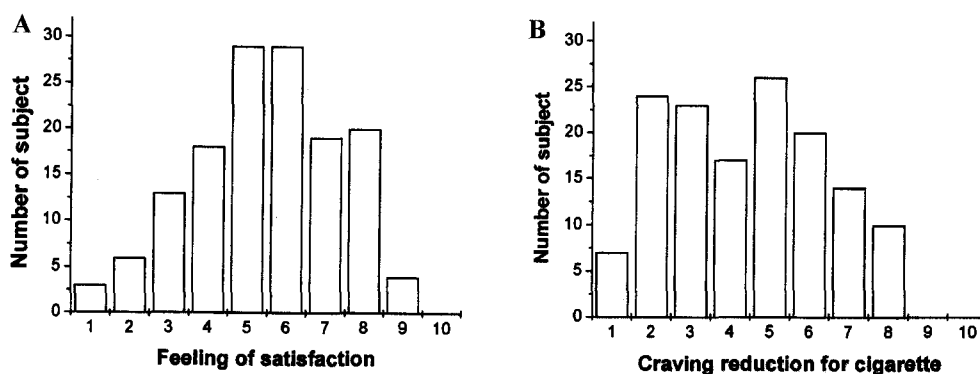 A
Number of subject
30
25
20
15
10
5
0
1 2 3 4 5 6 7 8 9 10
Feeling of satisfaction
B
Number of subject
30
25
20
15
10
5
0
1 2 3 4 5 6 7 8 9 10
Craving reduction for cigarette